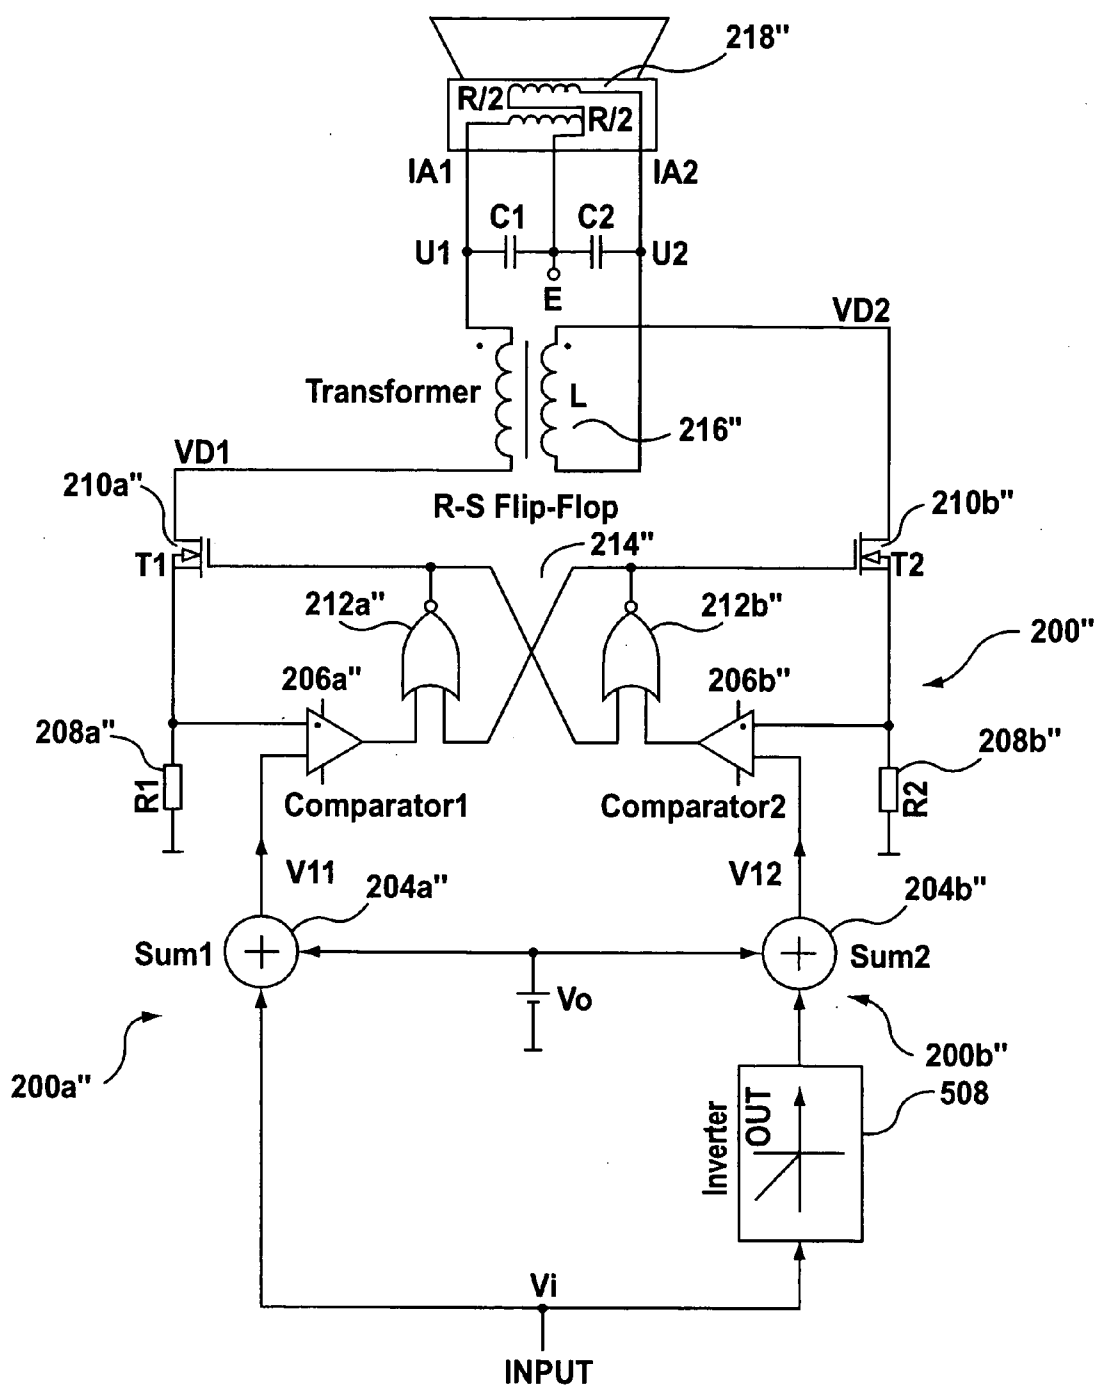 218"
R/2
R/2
IA1
IA2
C1
C2
U1
U2
E
VD2
Transformer
L
216"
VD1
210a"
R-S Flip-Flop
210b"
214"
T1
T2
212a"
212b"
200"
206a"
206b"
208a"
208b"
R1
R2
Comparator1
Comparator2
V11
V12
204a"
204b"
Sum1
Sum2
Vo
200a"
200b"
508
OUT
Inverter
Vi
INPUT